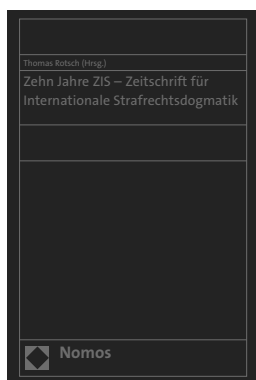 Thomas Rotsch (Hrsg.)
Zehn Jahre ZIS – Zeitschrift für
Internationale Strafrechtsdogmatik
Nomos